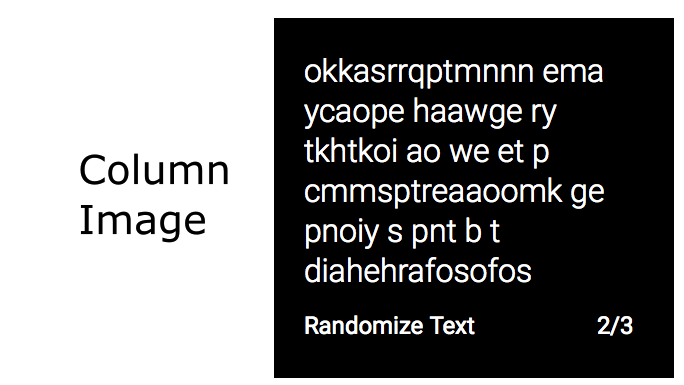 Column
Image
okkasrrqptmnnn ema
ycaope haawge ry
tkhtkoi ao we et p
cmmsptreaaoomk ge
pnoiy s pnt b t
diahehrafosofos
Randomize Text 2/3